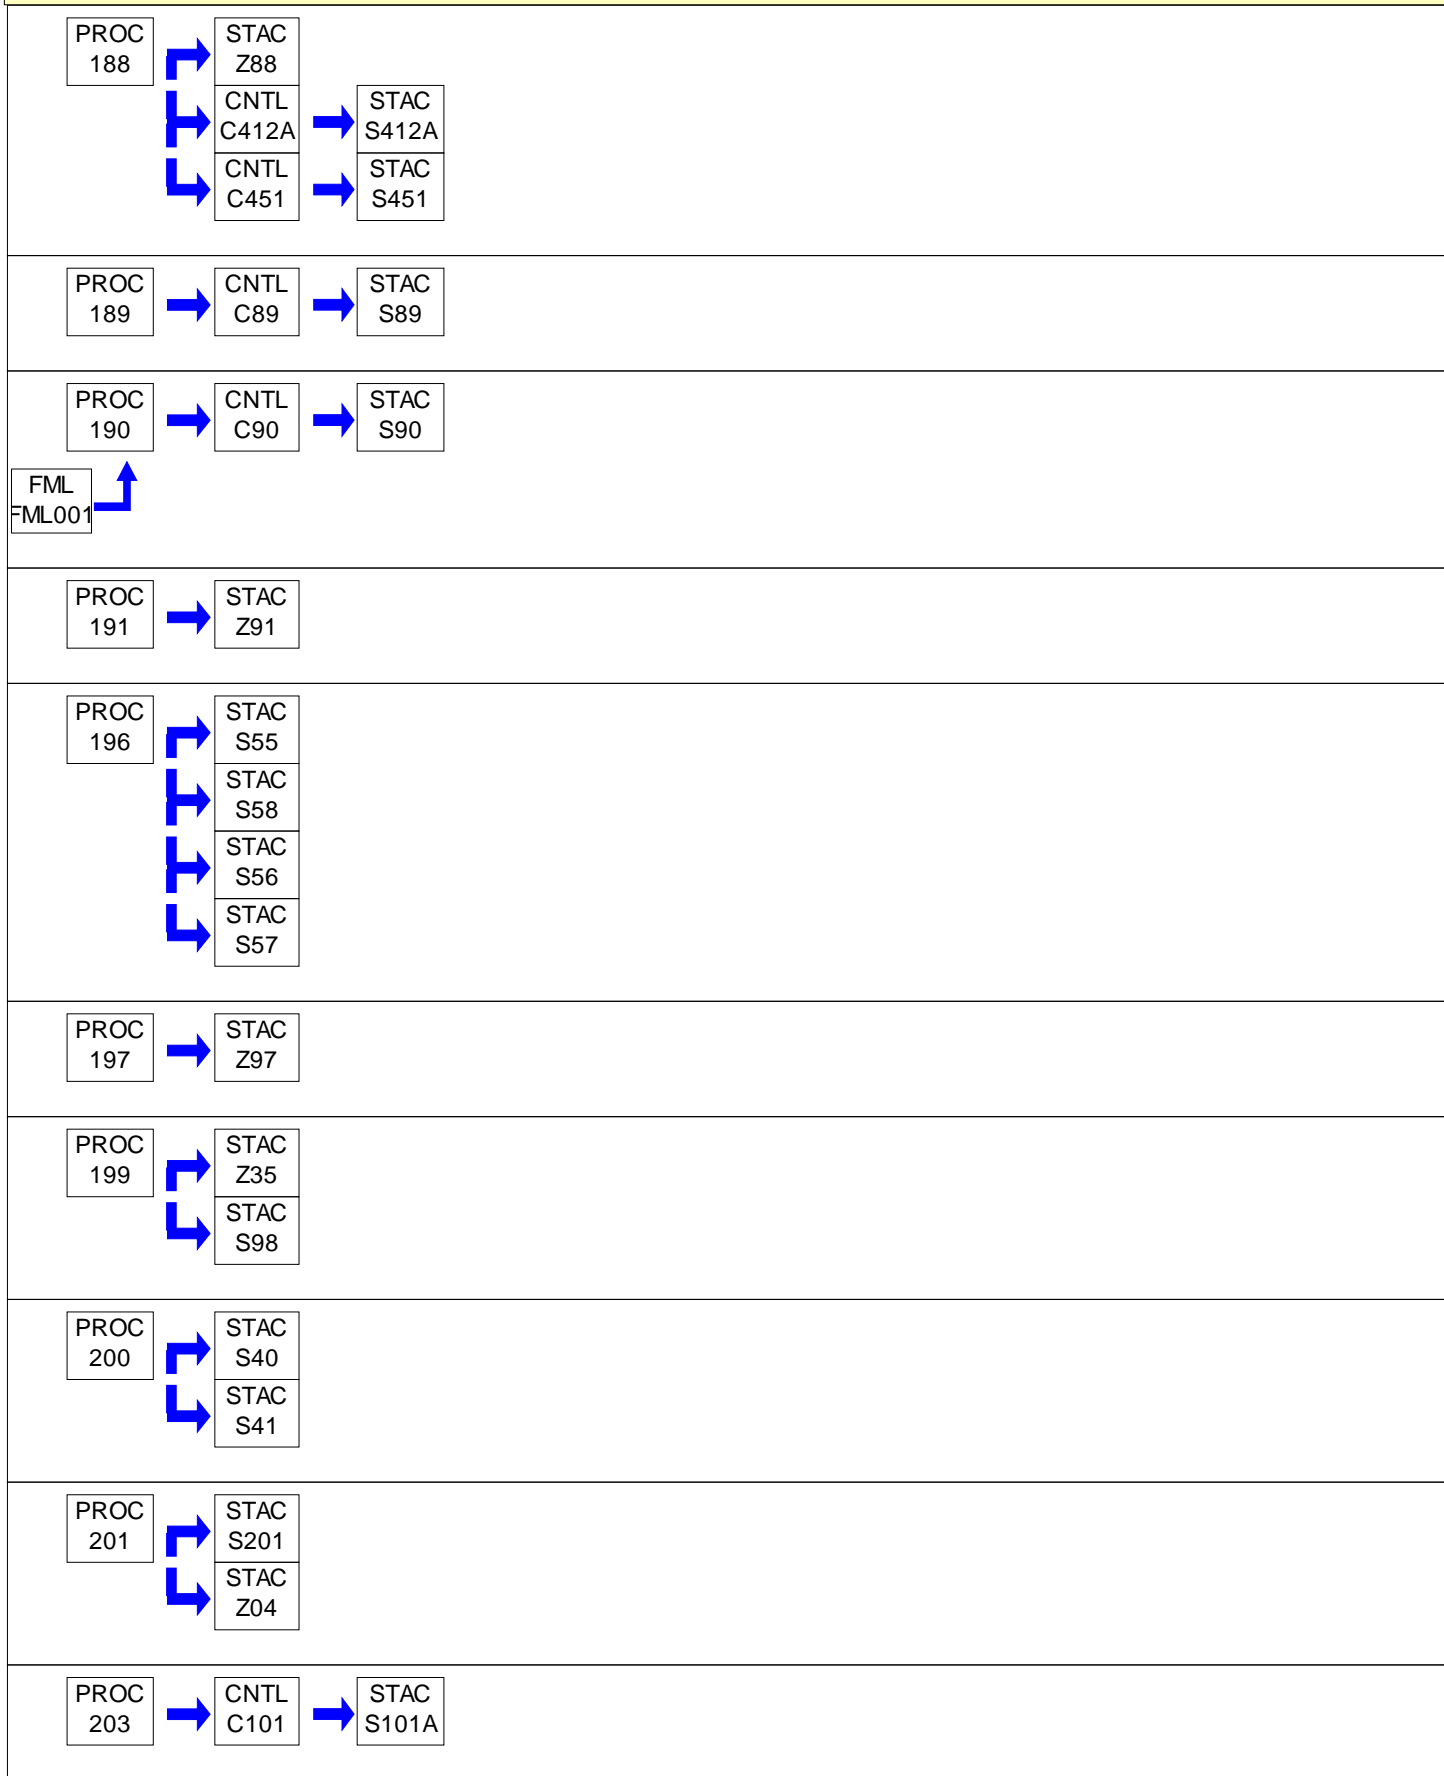 PROC
188
STAC
Z88
CNTL
C412A
STAC
S412A
CNTL
C451
STAC
S451
PROC
189
CNTL
C89
STAC
S89
PROC
190
CNTL
C90
STAC
S90
FML
FML001
PROC
191
STAC
Z91
PROC
196
STAC
S55
STAC
S58
STAC
S56
STAC
S57
PROC
197
STAC
Z97
PROC
199
STAC
Z35
STAC
S98
PROC
200
STAC
S40
STAC
S41
PROC
201
STAC
S201
STAC
Z04
PROC
203
CNTL
C101
STAC
S101A